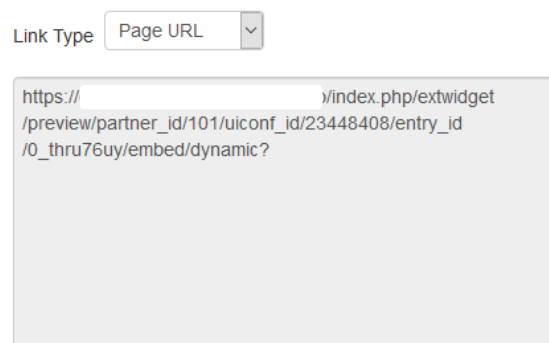 Link Type Page URL
https://
/index.php/extwidget
/preview/partner_id/101/uiconf_id/23448408/entry_id
/0_thru76uy/embed/dynamic?